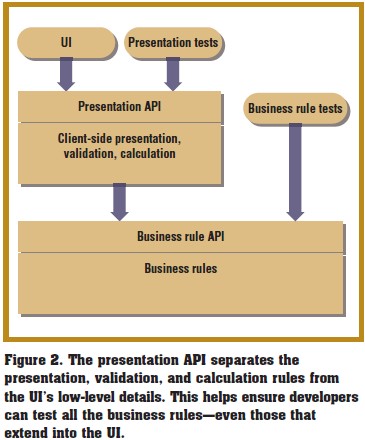 UI
Presentation tests
Presentation API
Business rule tests
Client-side presentation,
validation, calculation
Business rule API
Business rules
Figure 2. The presentation API separates the
presentation, validation, and calculation rules from
the UI's low-level details. This helps ensure developers
can test all the business rules—even those that
extend into the UI.